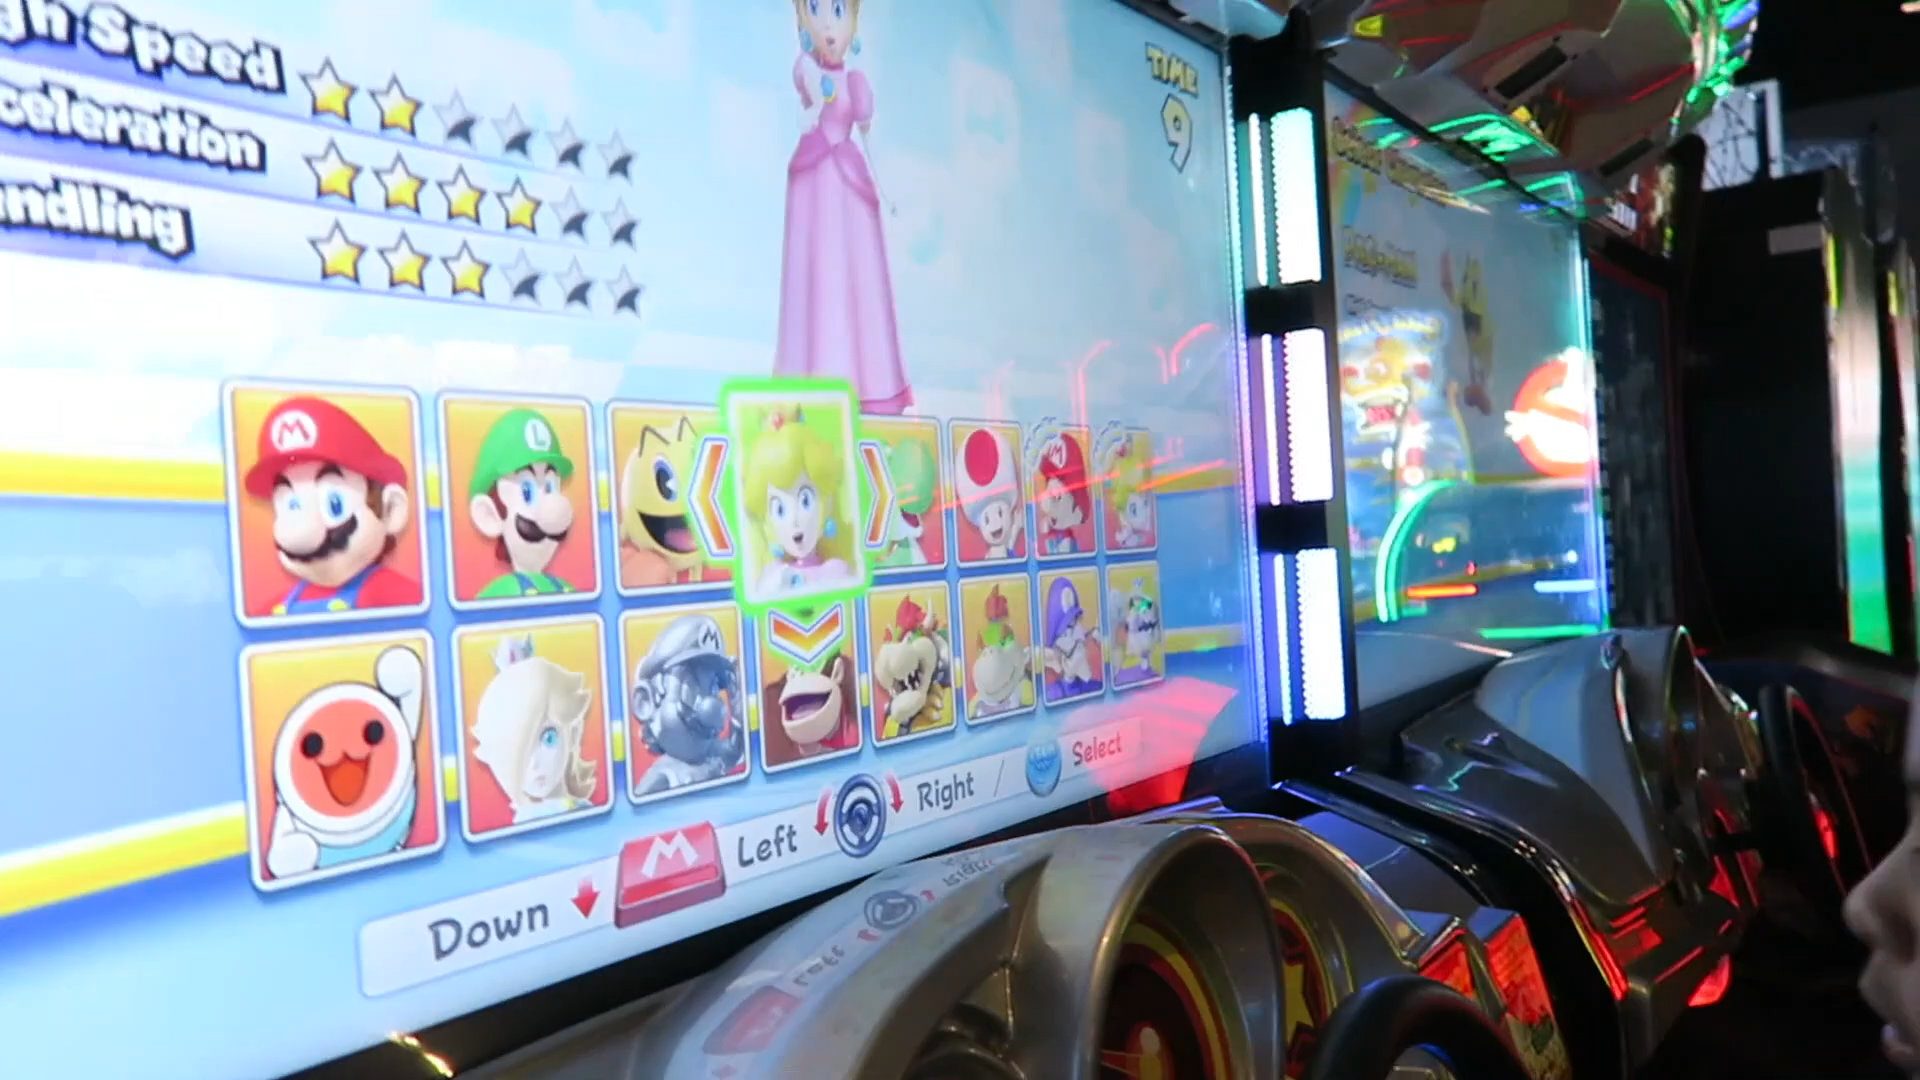 gh Speed
TIME
9
celeration
ndling
M
L
M
M
Down
M
Left
Right /
Select